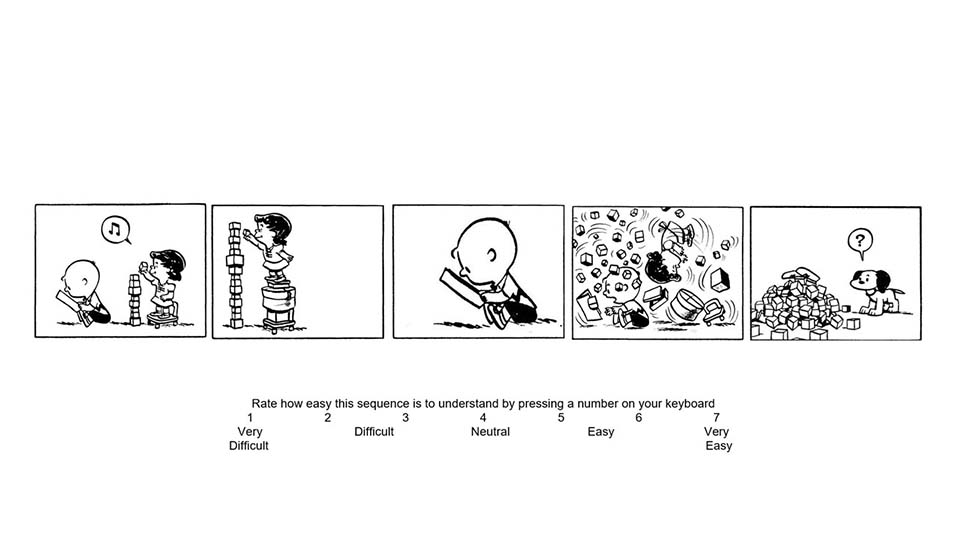 ?
Rate how easy this sequence is to understand by pressing a number on your keyboard
1 2 3 4 5 6 7
Very Difficult Neutral Easy Very
Difficult Easy